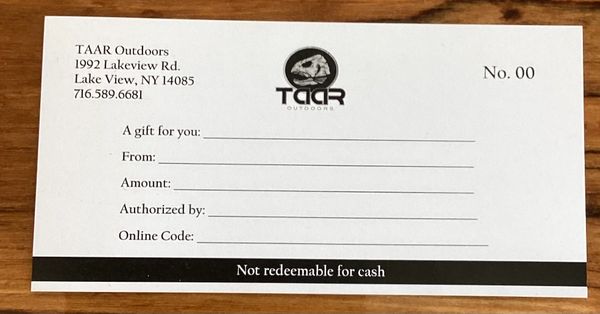 TAAR Outdoors
1992 Lakeview Rd.
Lake View, NY 14085
716.589.6681
TAAR
OUTDOORS
No. 00
A gift for you:
From:
Amount:
Authorized by:
Online Code:
Not redeemable for cash